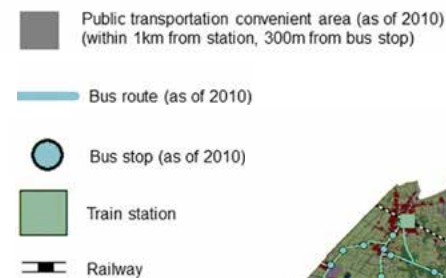 Public transportation convenient area (as of 2010)
(within 1km from station, 300m from bus stop)
Bus route (as of 2010)
Bus stop (as of 2010)
Train station
Railway